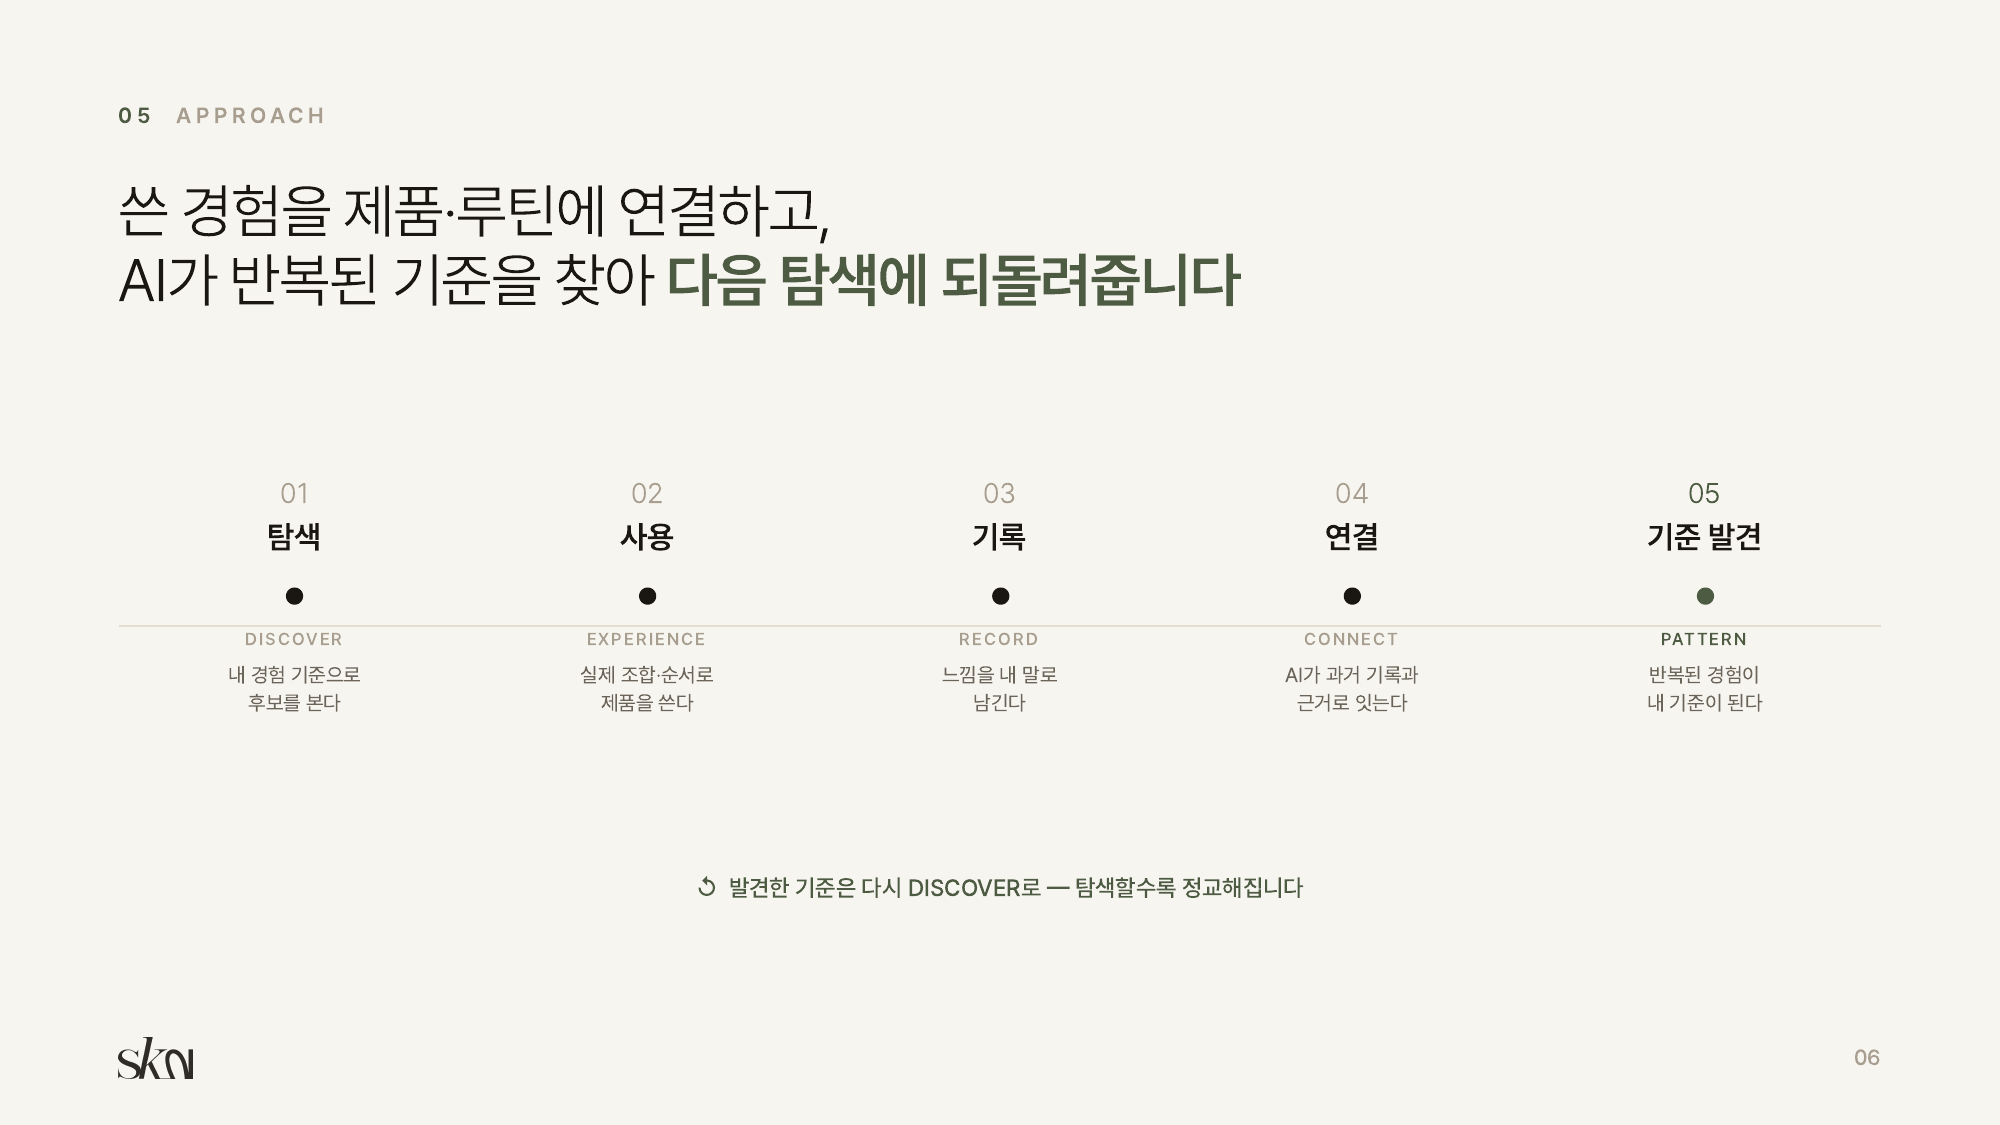 05 APPROACH
쓴 경험을 제품·루틴에 연결하고,
AI가 반복된 기준을 찾아 다음 탐색에 되돌려줍니다
01
탐색
DISCOVER
내 경험 기준으로
후보를 본다
02
사용
EXPERIENCE
실제 조합·순서로
제품을 쓴다
03
기록
RECORD
느낌을 내 말로
남긴다
04
연결
CONNECT
AI가 과거 기록과
근거로 잇는다
05
기준 발견
PATTERN
반복된 경험이
내 기준이 된다
↺ 발견한 기준은 다시 DISCOVER로 — 탐색할수록 정교해집니다
06